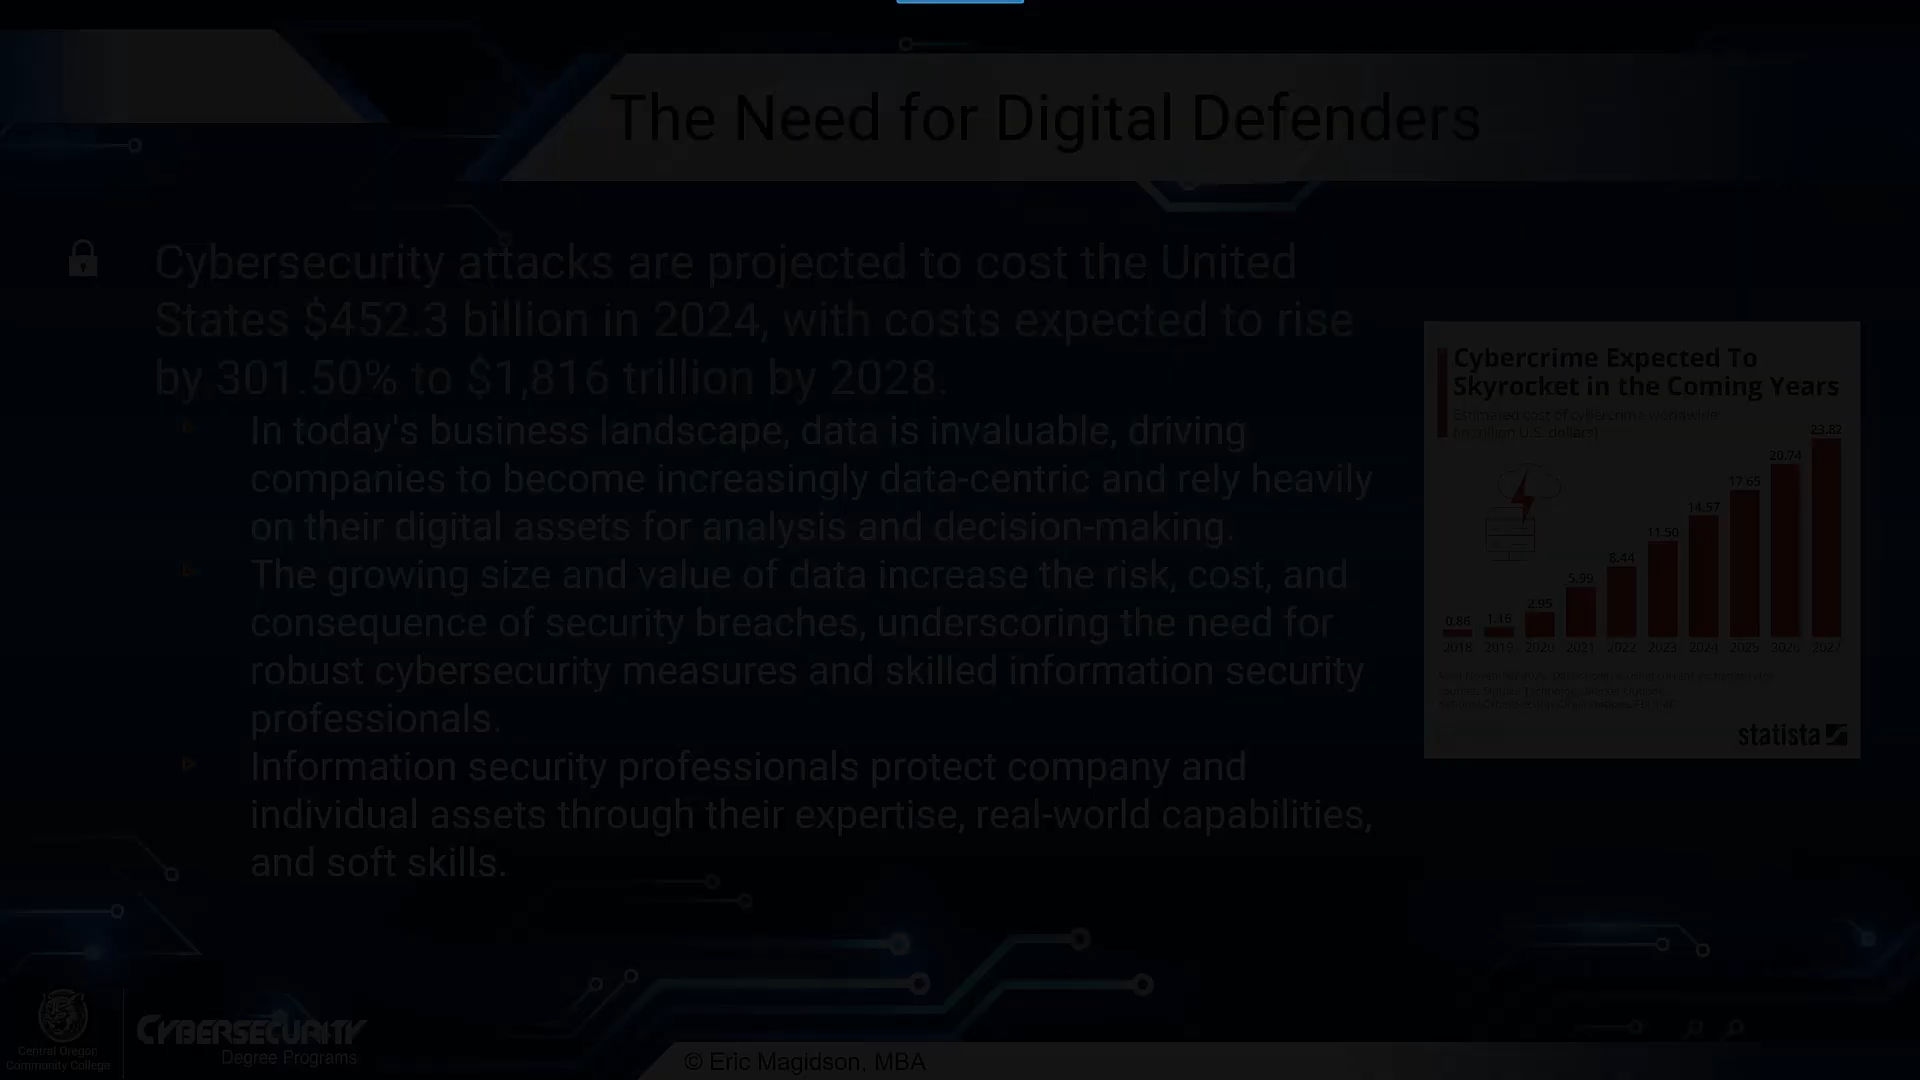 The Need for Digital Defenders
Cybersecurity attacks are projected to cost the United
States $452.3 billion in 2024, with costs expected to rise
by 301.50% to $1,816 trillion by 2028.
In today's business landscape, data is invaluable, driving
companies to become increasingly data-centric and rely heavily
on their digital assets for analysis and decision-making.
The growing size and value of data increase the risk, cost, and
consequence of security breaches, underscoring the need for
robust cybersecurity measures and skilled information security
professionals.
Information security professionals protect company and
individual assets through their expertise, real-world capabilities,
and soft skills.
Cybercrime Expected To
Skyrocket in the Coming Years
Estimated cost of cybercrime worldwide
(in trillion U.S. dollars)
0.86 1.16 2.95 5.99 8.44 11.50 14.57 17.65 20.74 23.82
2018 2019 2020 2021 2022 2023 2024 2025 2026 2027
statista
Central Oregon
Community College
CYBERSECURITY
Degree Programs
© Eric Magidson, MBA